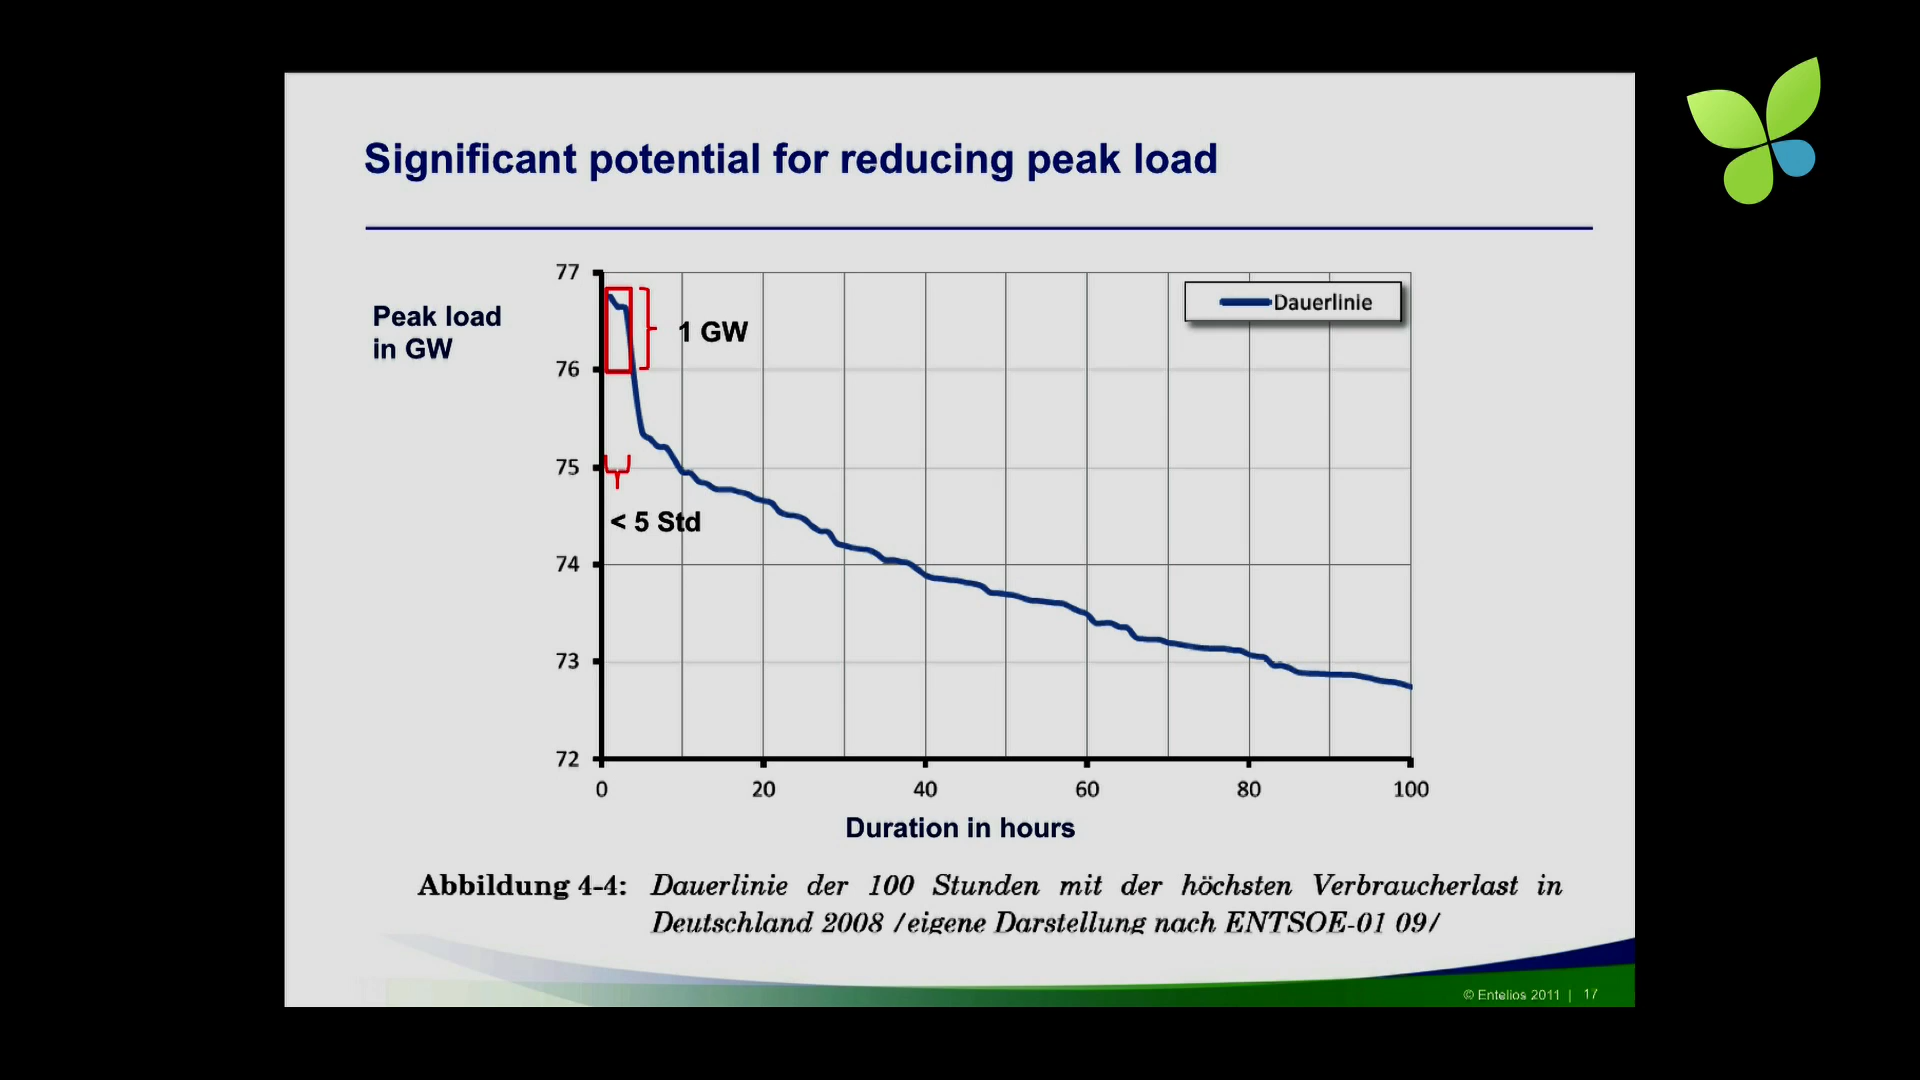 Significant potential for reducing peak load
Peak load
in GW
77
76
75
74
73
72
1 GW
< 5 Std
Dauerlinie
0 20 40 60 80 100
Duration in hours
Abbildung 4-4: Dauerlinie der 100 Stunden mit der höchsten Verbraucherlast in
Deutschland 2008 /eigene Darstellung nach ENTSOE-01 09/
© Entelios 2011 | 17